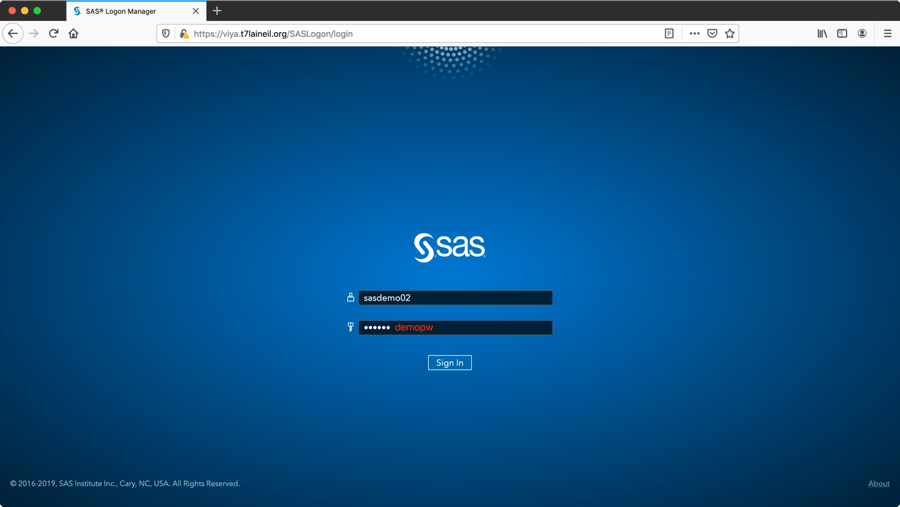 SAS® Logon Manager
https://viya.t7laineil.org/SASLogon/login
sas
sasdemo02
•••••• demopw
Sign In
© 2016-2019, SAS Institute Inc., Cary, NC, USA. All Rights Reserved.
About